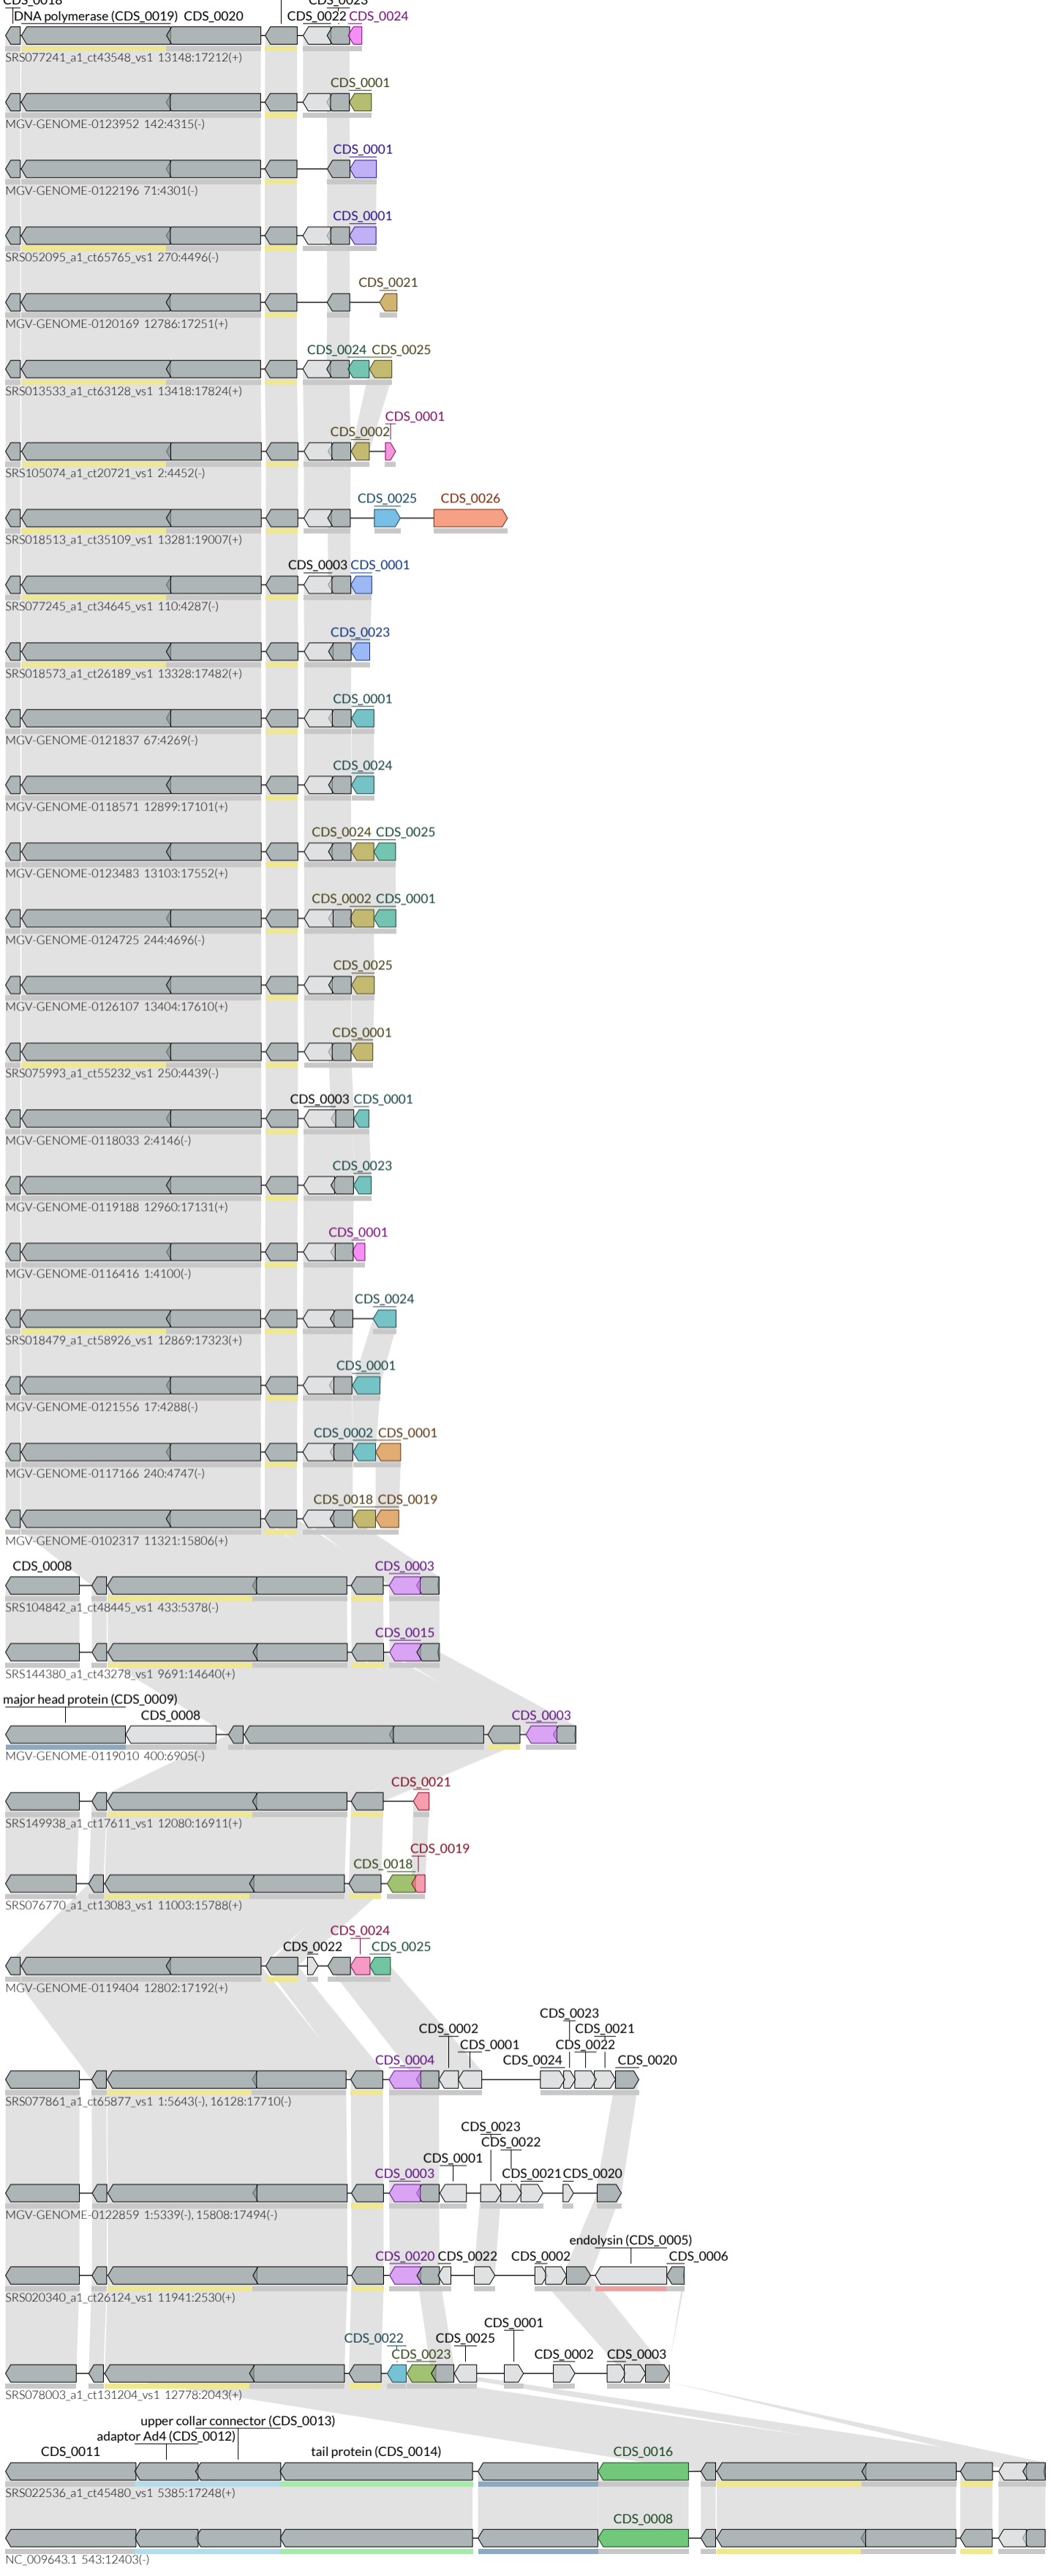 CDS_0018 CDS_0023
DNA polymerase (CDS_0019) CDS_0020 CDS_0022 CDS_0024
SRS077241_a1_ct43548_vs1 13148:17212(+)
CDS_0001
MGV-GENOME-0123952 142:4315(-)
CDS_0001
MGV-GENOME-0122196 71:4301(-)
CDS_0001
SRS052095_a1_ct65765_vs1 270:4496(-)
CDS_0021
MGV-GENOME-0120169 12786:17251(+)
CDS_0024 CDS_0025
SRS013533_a1_ct63128_vs1 13418:17824(+)
CDS_0001
CDS_0002
SRS105074_a1_ct20721_vs1 2:4452(-)
CDS_0025 CDS_0026
SRS018513_a1_ct35109_vs1 13281:19007(+)
CDS_0003 CDS_0001
SRS077245_a1_ct34645_vs1 110:4287(-)
CDS_0023
SRS018573_a1_ct26189_vs1 13328:17482(+)
CDS_0001
MGV-GENOME-0121837 67:4269(-)
CDS_0024
MGV-GENOME-0118571 12899:17101(+)
CDS_0024 CDS_0025
MGV-GENOME-0123483 13103:17552(+)
CDS_0002 CDS_0001
MGV-GENOME-0124725 244:4696(-)
CDS_0025
MGV-GENOME-0126107 13404:17610(+)
CDS_0001
SRS075993_a1_ct55232_vs1 250:4439(-)
CDS_0003 CDS_0001
MGV-GENOME-0118033 2:4146(-)
CDS_0023
MGV-GENOME-0119188 12960:17131(+)
CDS_0001
MGV-GENOME-0116416 1:4100(-)
CDS_0024
SRS018479_a1_ct58926_vs1 12869:17323(+)
CDS_0001
MGV-GENOME-0121556 17:4288(-)
CDS_0002 CDS_0001
MGV-GENOME-0117166 240:4747(-)
CDS_0018 CDS_0019
MGV-GENOME-0102317 11321:15806(+)
CDS_0008 CDS_0003
SRS104842_a1_ct48445_vs1 433:5378(-)
CDS_0015
SRS144380_a1_ct43278_vs1 9691:14640(+)
major head protein (CDS_0009)
CDS_0008 CDS_0003
MGV-GENOME-0119010 400:6905(-)
CDS_0021
SRS149938_a1_ct17611_vs1 12080:16911(+)
CDS_0019
CDS_0018
SRS076770_a1_ct13083_vs1 11003:15788(+)
CDS_0024
CDS_0022 CDS_0025
MGV-GENOME-0119404 12802:17192(+)
CDS_0023
CDS_0002 CDS_0021
CDS_0001 CDS_0022
CDS_0004 CDS_0024 CDS_0020
SRS077861_a1_ct65877_vs1 1:5643(-), 16128:17710(-)
CDS_0023
CDS_0022
CDS_0001
CDS_0003 CDS_0021 CDS_0020
MGV-GENOME-0122859 1:5339(-), 15808:17494(-)
endolysin (CDS_0005)
CDS_0020 CDS_0022 CDS_0002 CDS_0006
SRS020340_a1_ct26124_vs1 11941:2530(+)
CDS_0001
CDS_0022 CDS_0025
CDS_0023 CDS_0002 CDS_0003
SRS078003_a1_ct131204_vs1 12778:2043(+)
upper collar connector (CDS_0013)
adaptor Ad4 (CDS_0012)
CDS_0011 tail protein (CDS_0014) CDS_0016
SRS022536_a1_ct45480_vs1 5385:17248(+)
CDS_0008
NC_009643.1 543:12403(-)